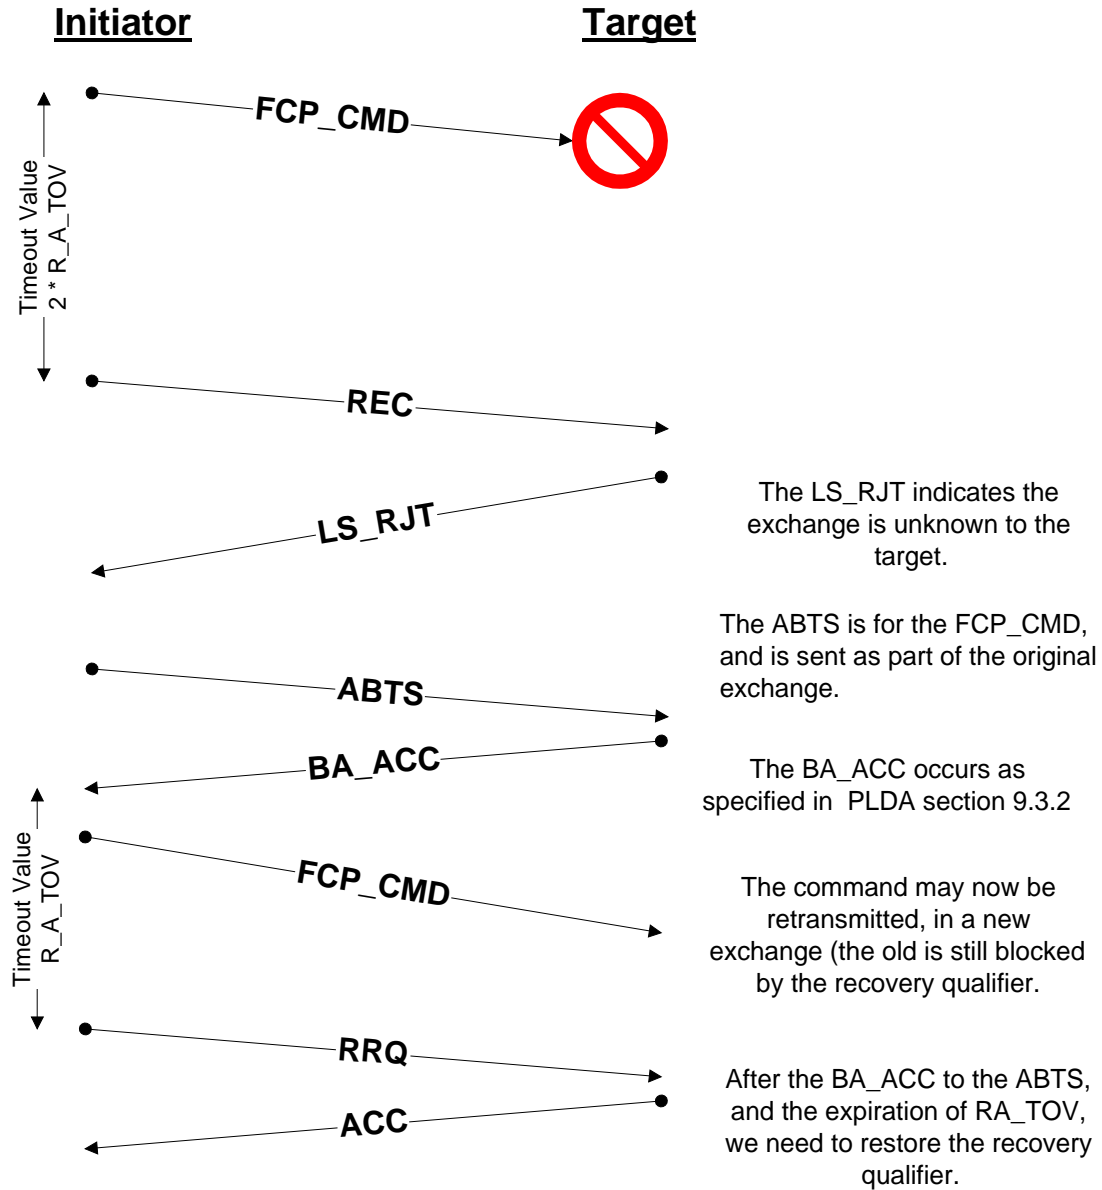 Initiator
Target
FCP_CMD
Timeout Value
2 * R_A_TOV
REC
LS_RJT
The LS_RJT indicates the
exchange is unknown to the
target.
The ABTS is for the FCP_CMD,
and is sent as part of the original
exchange.
ABTS
BA_ACC
The BA_ACC occurs as
specified in  PLDA section 9.3.2
Timeout Value
R_A_TOV
FCP_CMD
The command may now be
retransmitted, in a new
exchange (the old is still blocked
by the recovery qualifier.
RRQ
ACC
After the BA_ACC to the ABTS,
and the expiration of RA_TOV,
we need to restore the recovery
qualifier.